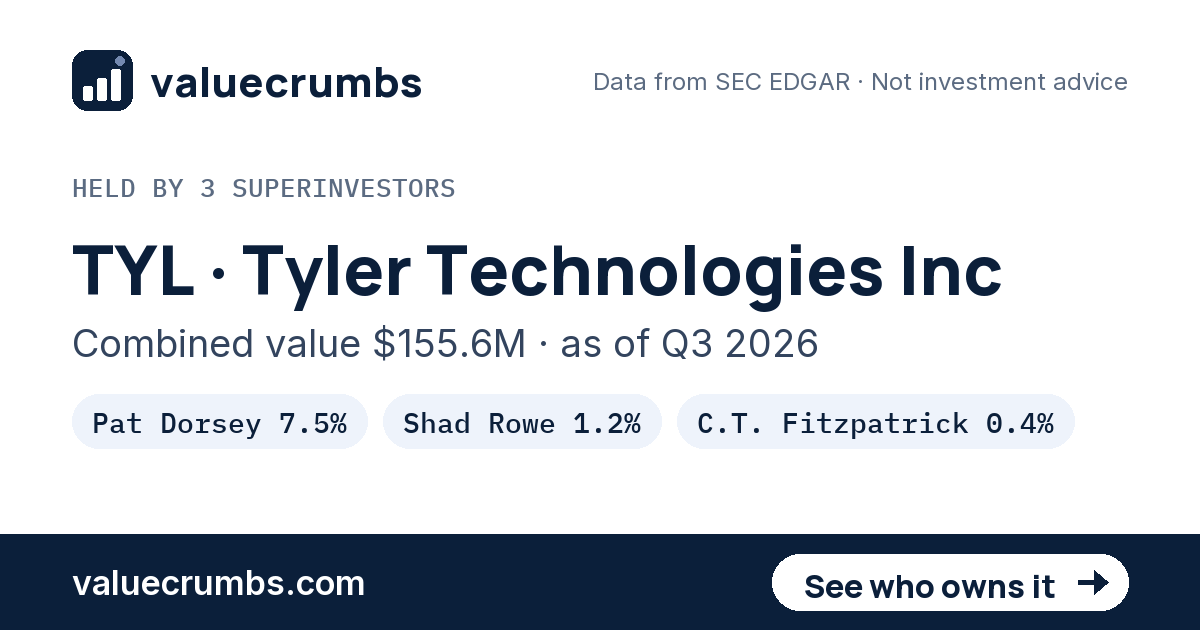 valuecrumbs
Data from SEC EDGAR · Not investment advice
HELD BY 3 SUPERINVESTORS
TYL · Tyler Technologies Inc
Combined value $155.6M · as of Q3 2026
Pat Dorsey 7.5% Shad Rowe 1.2% C.T. Fitzpatrick 0.4%
valuecrumbs.com
See who owns it →